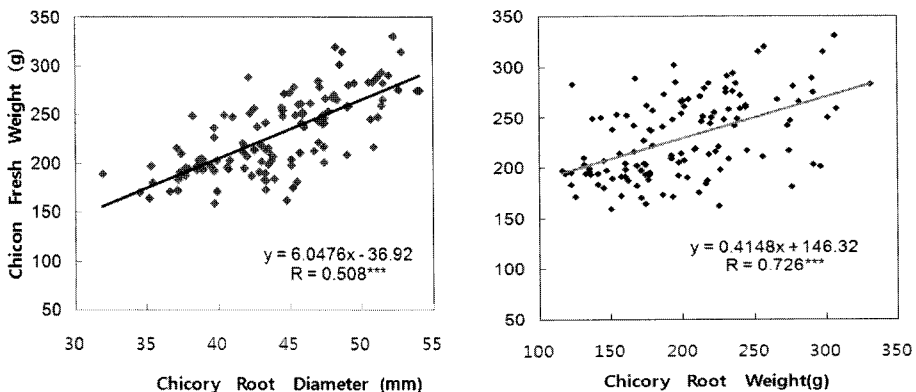 350
300
250
200
150
100
50
30 35 40 45 50 55
Chicon Fresh Weight (g)
Chicory Root Diameter (mm)
y = 6.0476x - 36.92
R = 0.508***
350
300
250
200
150
100
50
100 150 200 250 300 350
Chicory Root Weight(g)
y = 0.4148x + 146.32
R = 0.726***